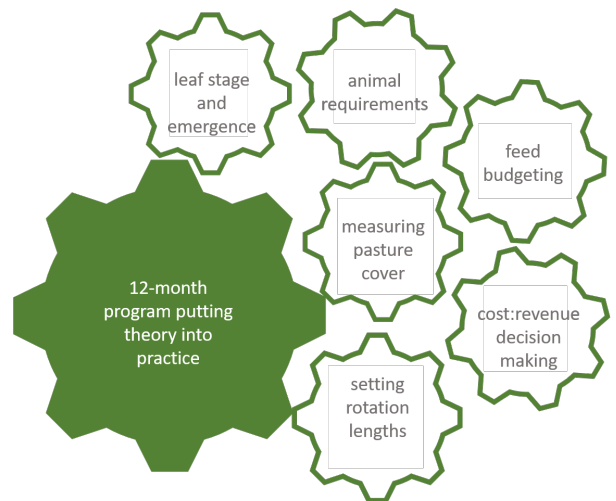 leaf stage
and
emergence
animal
requirements
feed
budgeting
measuring
pasture
cover
12-month
program putting
theory into
practice
cost:revenue
decision
making
setting
rotation
lengths